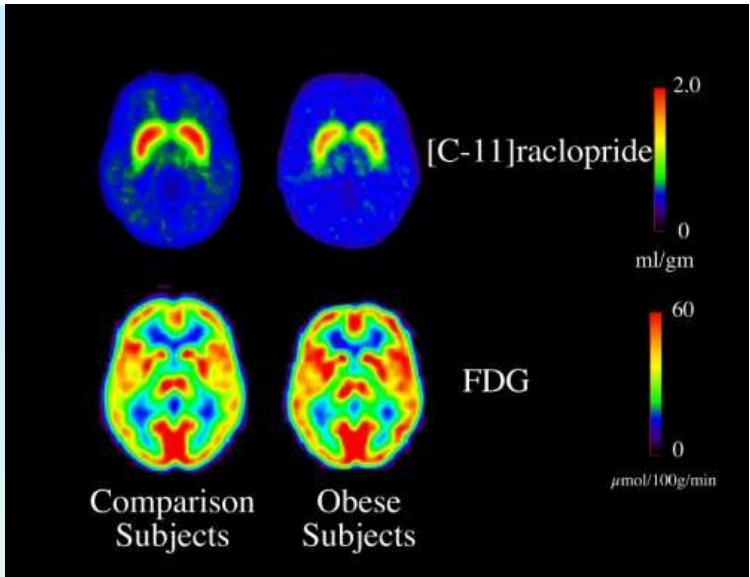 2.0
[C-11]raclopride
0
ml/gm
60
FDG
0
μmol/100g/min
Comparison
Subjects
Obese
Subjects